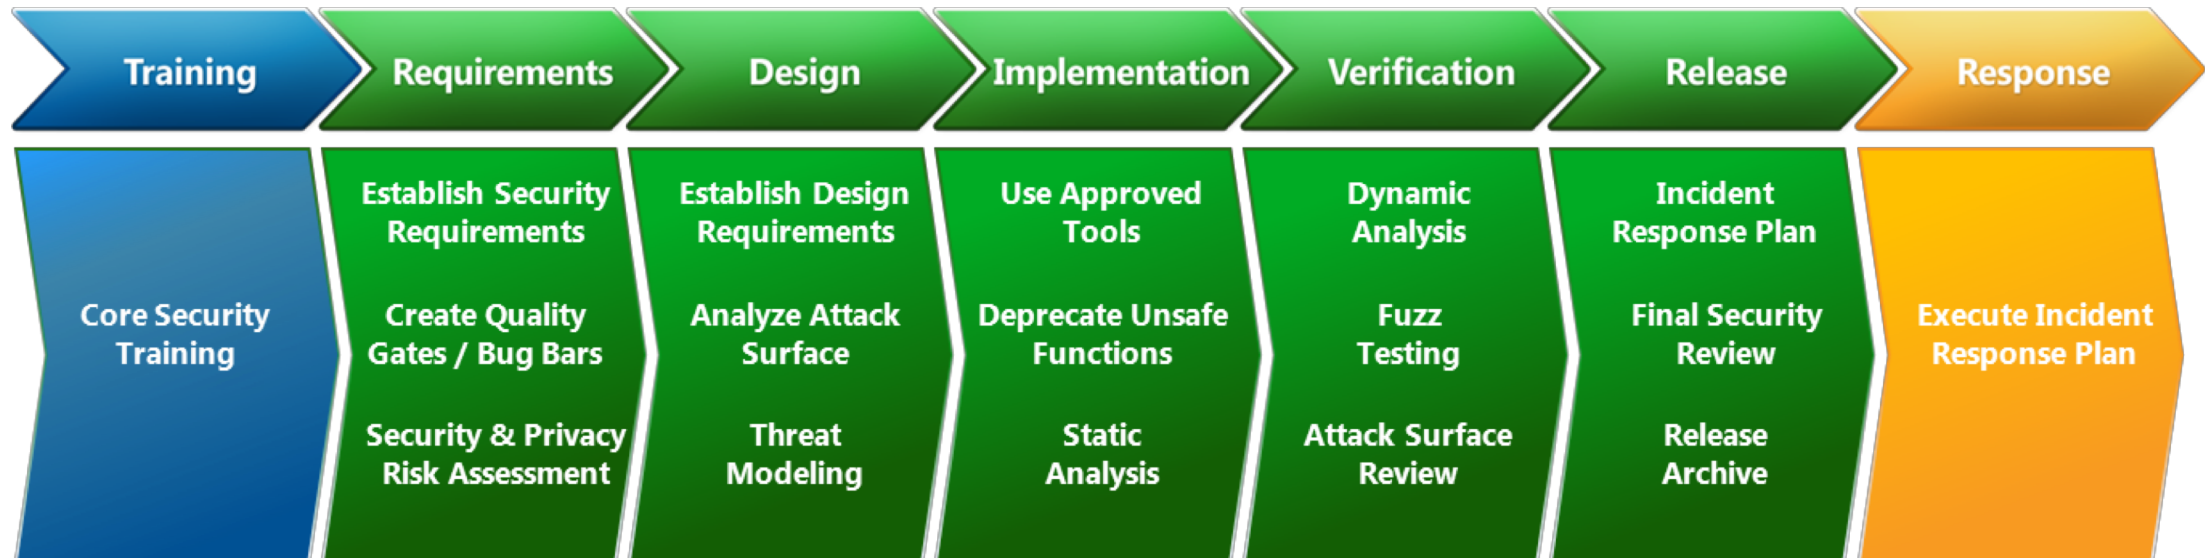 Training
Requirements
Design
Implementation
Verification
Release
Response
Core Security
Training
Establish Security
Requirements
Create Quality
Gates / Bug Bars
Security & Privacy
Risk Assessment
Establish Design
Requirements
Analyze Attack
Surface
Threat
Modeling
Use Approved
Tools
Deprecate Unsafe
Functions
Static
Analysis
Dynamic
Analysis
Fuzz
Testing
Attack Surface
Review
Incident
Response Plan
Final Security
Review
Release
Archive
Execute Incident
Response Plan